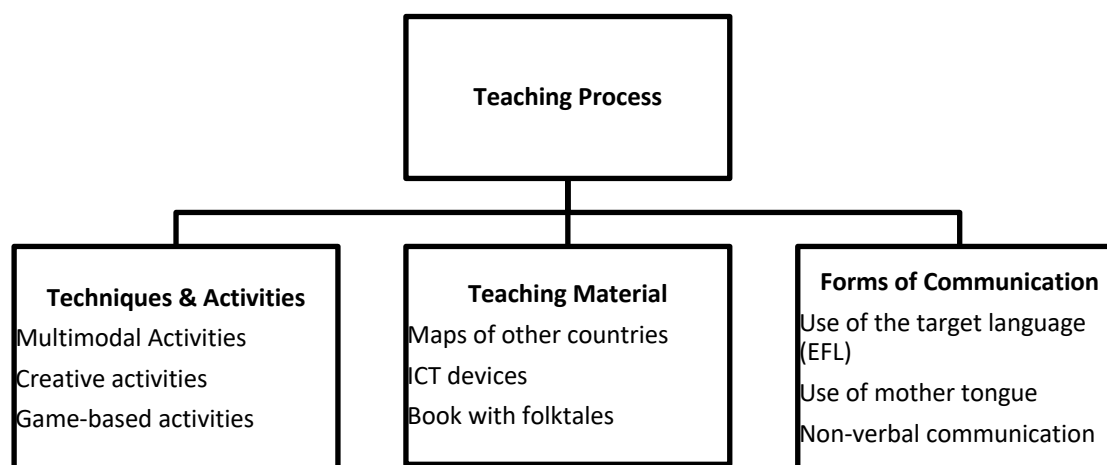 Teaching Process
Techniques & Activities
Multimodal Activities
Creative activities
Game-based activities
Teaching Material
Maps of other countries
ICT devices
Book with folktales
Forms of Communication
Use of the target language
(EFL)
Use of mother tongue
Non-verbal communication